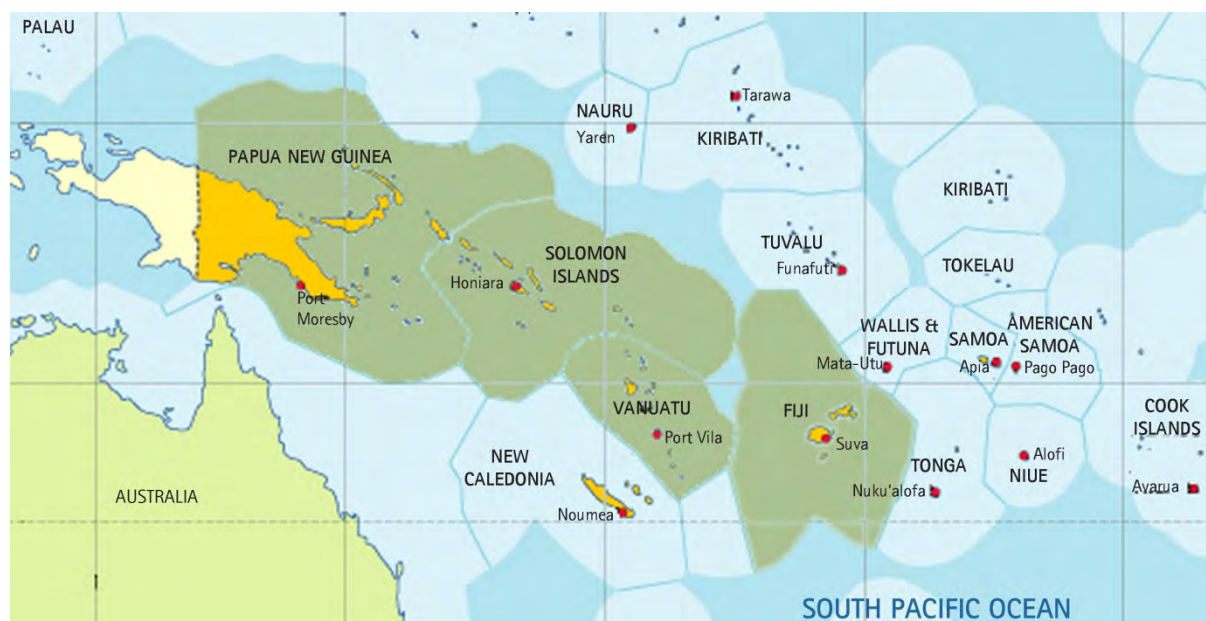 PALAU
NAURU
Yaren
Tarawa
KIRIBATI
PAPUA NEW GUINEA
KIRIBATI
SOLOMON
ISLANDS
Honiara
TUVALU
Funafuti
TOKELAU
Port
Moresby
WALLIS &
FUTUNA
Mata-Utu
SAMOA
Apia
AMERICAN
SAMOA
Pago Pago
VANUATU
Port Vila
FIJI
Suva
COOK
ISLANDS
Avarua
NEW
CALEDONIA
Noumea
TONGA
Nuku'alofa
Alofi
NIUE
AUSTRALIA
SOUTH PACIFIC OCEAN